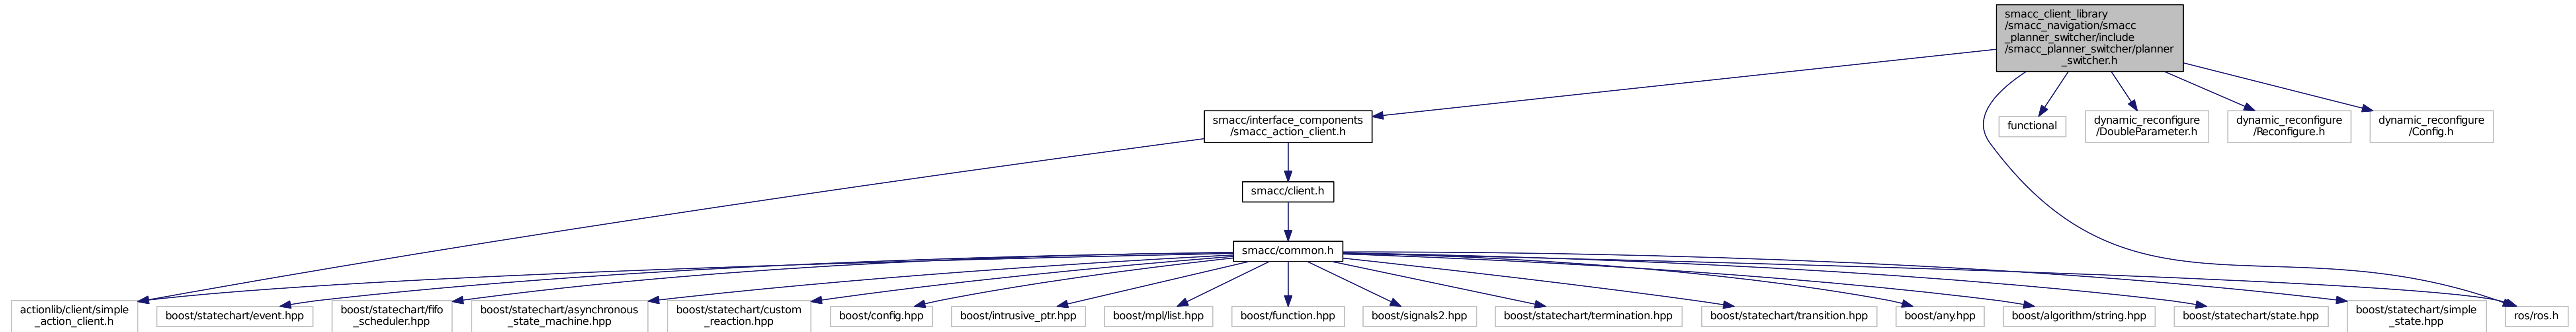 smacc_client_library
/smacc_navigation/smacc
_planner_switcher/include
/smacc_planner_switcher/planner
_switcher.h
smacc/interface_components
/smacc_action_client.h
functional
dynamic_reconfigure
/DoubleParameter.h
dynamic_reconfigure
/Reconfigure.h
dynamic_reconfigure
/Config.h
smacc/client.h
smacc/common.h
actionlib/client/simple
_action_client.h
boost/statechart/event.hpp
boost/statechart/fifo
_scheduler.hpp
boost/statechart/asynchronous
_state_machine.hpp
boost/statechart/custom
_reaction.hpp
boost/config.hpp
boost/intrusive_ptr.hpp
boost/mpl/list.hpp
boost/function.hpp
boost/signals2.hpp
boost/statechart/termination.hpp
boost/statechart/transition.hpp
boost/any.hpp
boost/algorithm/string.hpp
boost/statechart/state.hpp
boost/statechart/simple
_state.hpp
ros/ros.h